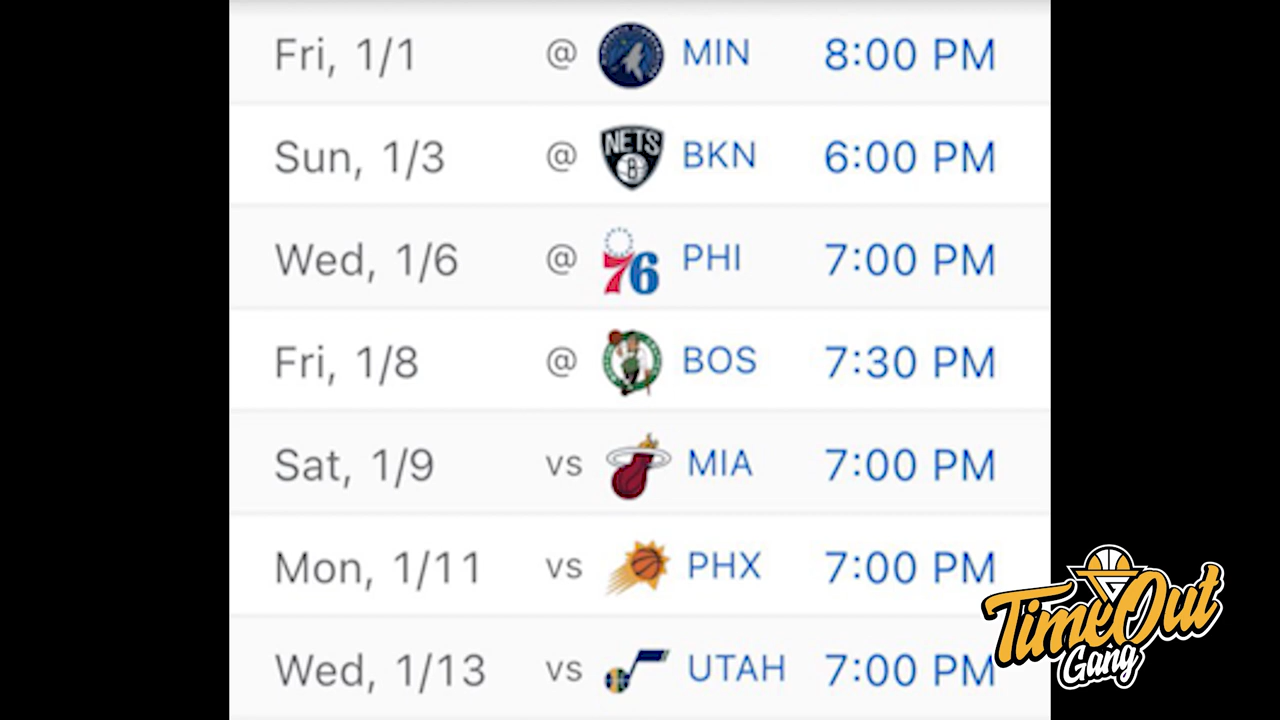 Fri, 1/1 @ MIN 8:00 PM
Sun, 1/3 @ NETS B BKN 6:00 PM
Wed, 1/6 @ 76 PHI 7:00 PM
Fri, 1/8 @ BOS 7:30 PM
Sat, 1/9 vs MIA 7:00 PM
Mon, 1/11 vs PHX 7:00 PM
Wed, 1/13 vs UTAH 7:00 PM
TimeOut
Gang